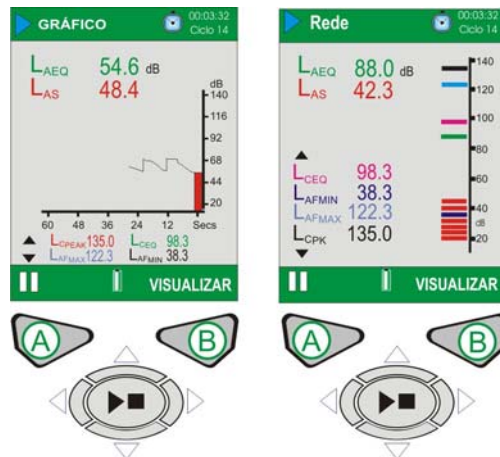 GRÁFICO
00:03:32
Ciclo 14
LAEQ 54.6 dB
LAS 48.4
dB
140
116
92
68
44
20
60 48 36 24 12 Secs
LCPEAK 135.0 LCEQ 98.3
LAFMAX 122.3 LAFMIN 38.3
VISUALIZAR
A
B
Rede
00:03:32
Ciclo 14
LAEQ 88.0 dB
LAS 42.3
140
120
100
80
60
40
dB
20
LCEQ 98.3
LAFMIN 38.3
LAFMAX 122.3
LCPK 135.0
VISUALIZAR
A
B